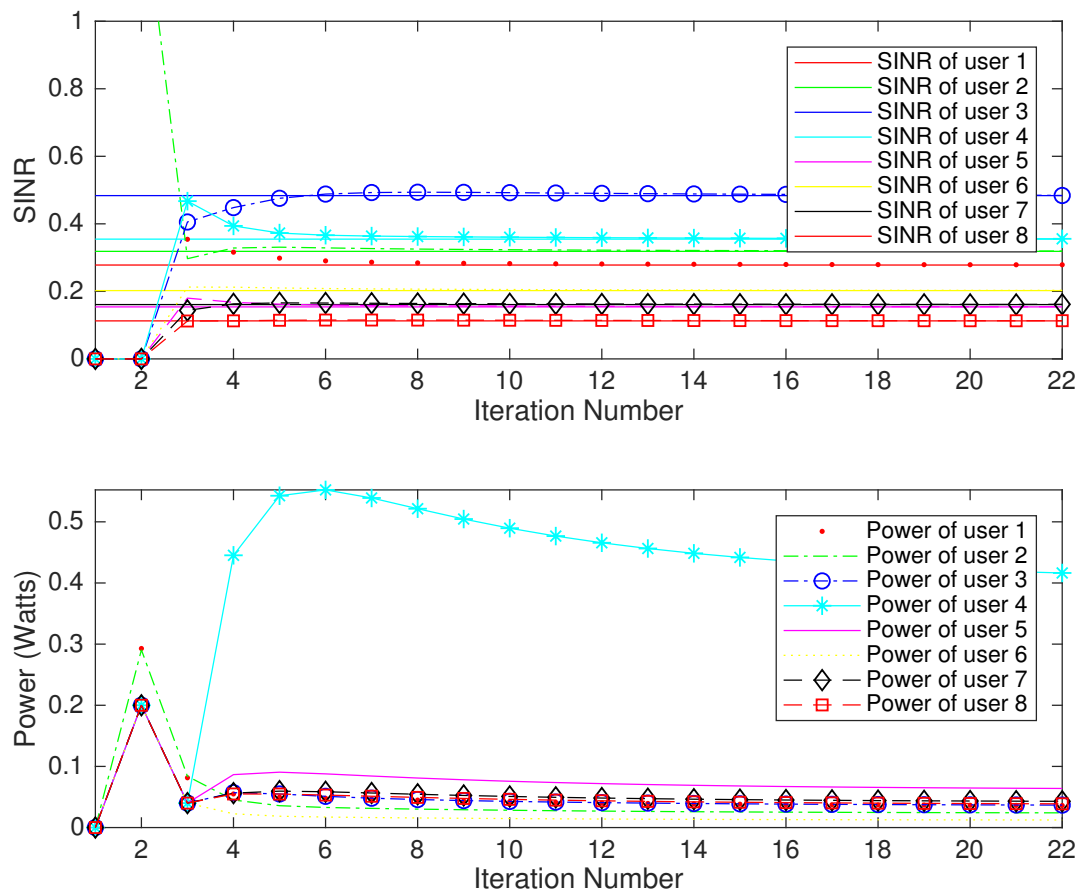 1
0.8
0.6
0.4
0.2
0
SINR
2 4 6 8 10 12 14 16 18 20 22
Iteration Number
SINR of user 1
SINR of user 2
SINR of user 3
SINR of user 4
SINR of user 5
SINR of user 6
SINR of user 7
SINR of user 8
0.5
0.4
0.3
0.2
0.1
0
Power (Watts)
2 4 6 8 10 12 14 16 18 20 22
Iteration Number
Power of user 1
Power of user 2
Power of user 3
Power of user 4
Power of user 5
Power of user 6
Power of user 7
Power of user 8